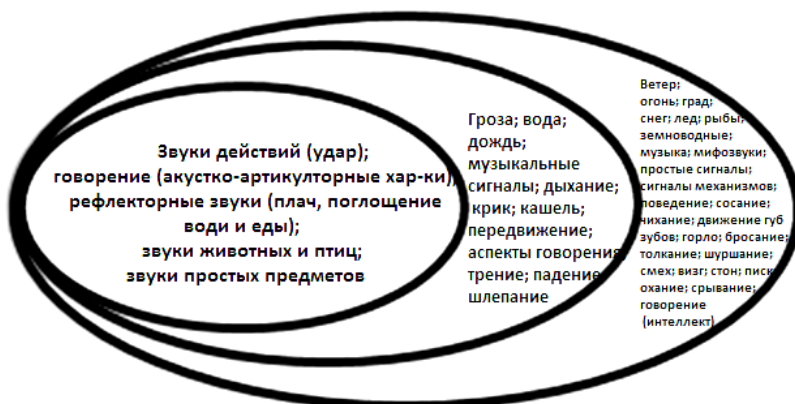 Звуки действий (удар);
говорение (акустко-артикулторные хар-ки);
рефлекторные звуки (плач, поглощение
води и еды);
звуки животных и птиц;
звуки простых предметов
Гроза; вода;
дождь;
музыкальные
сигналы; дыхание;
крик; кашель;
передвижение;
аспекты говорения;
трение; падение
шлепание
Ветер;
огонь; град;
снег; лед; рыбы;
земноводные;
музыка; мифозвуки;
простые сигналы;
сигналы механизмов;
поведение; сосание;
чихание; движение губ
зубов; горло; бросание;
толкание; шуршание;
смех; визг; стон; писк
охание; срывание;
говорение
(интеллект)